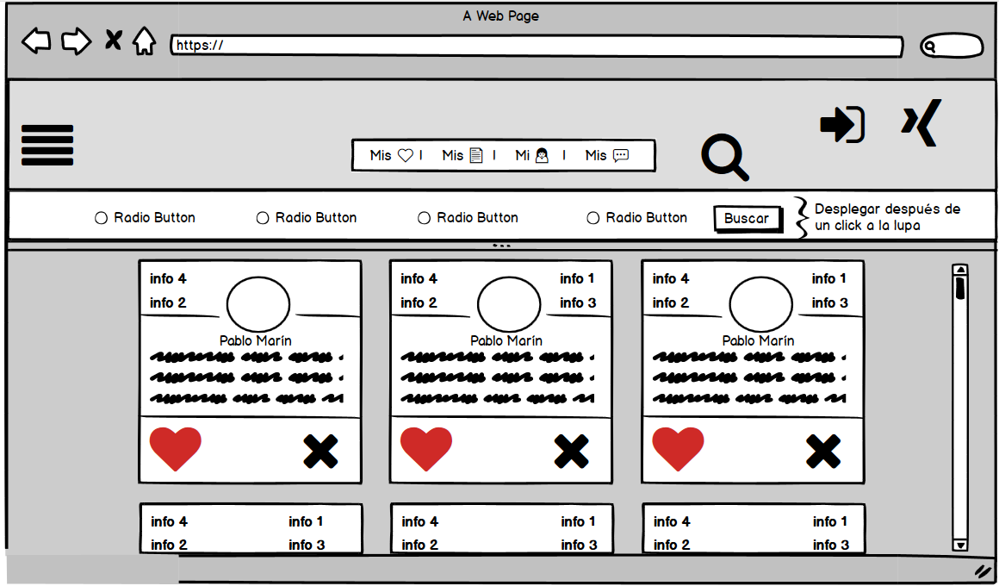 A Web Page
https://
Mis | Mis | Mi | Mis
Radio Button Radio Button Radio Button Radio Button Buscar
Desplegar después de
un click a la lupa
info 4
info 2
Pablo Marín
info 4 info 1
info 2 info 3
Pablo Marín
info 4 info 1
info 2 info 3
Pablo Marín
info 4 info 1
info 2 info 3
info 4 info 1
info 2 info 3
info 4 info 1
info 2 info 3